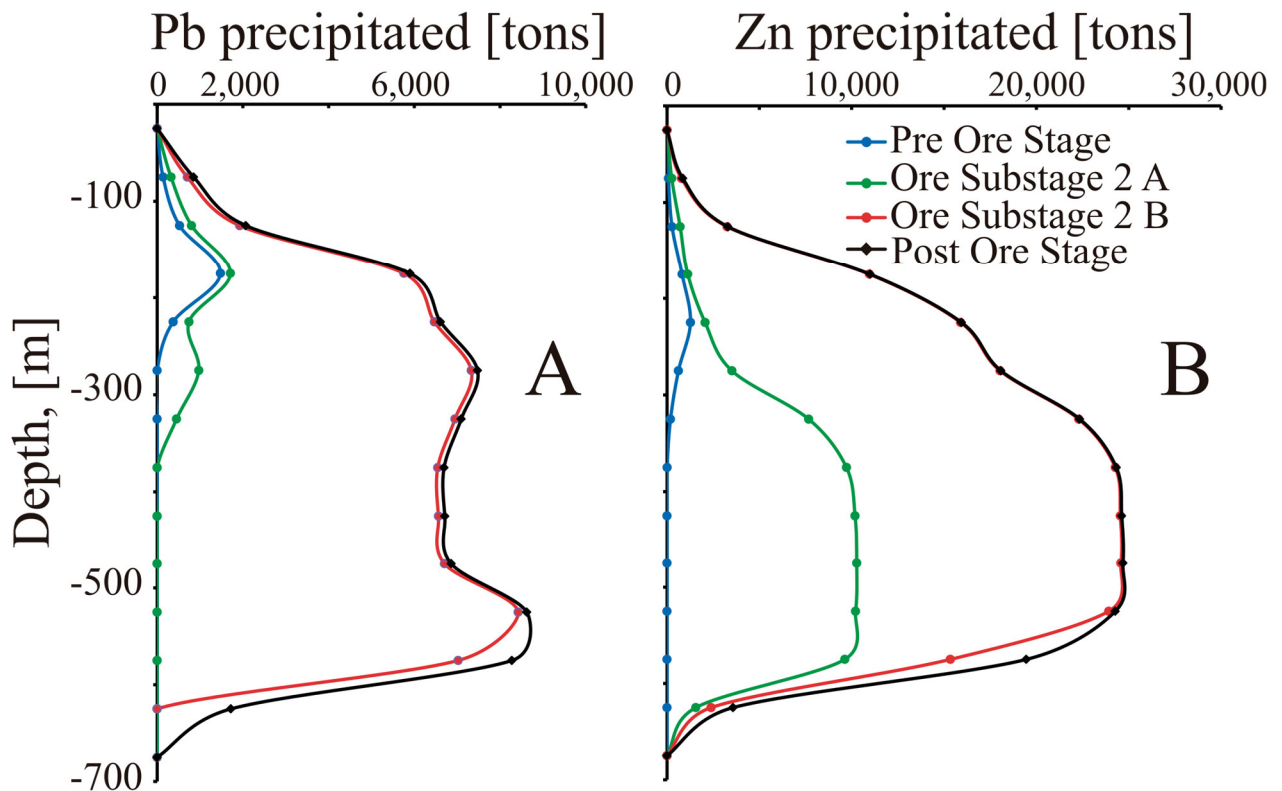 Pb precipitated [tons]
0 2,000 6,000 10,000
Depth, [m]
-100
-300
-500
-700
A
Zn precipitated [tons]
0 10,000 20,000 30,000
Pre Ore Stage
Ore Substage 2 A
Ore Substage 2 B
Post Ore Stage
B